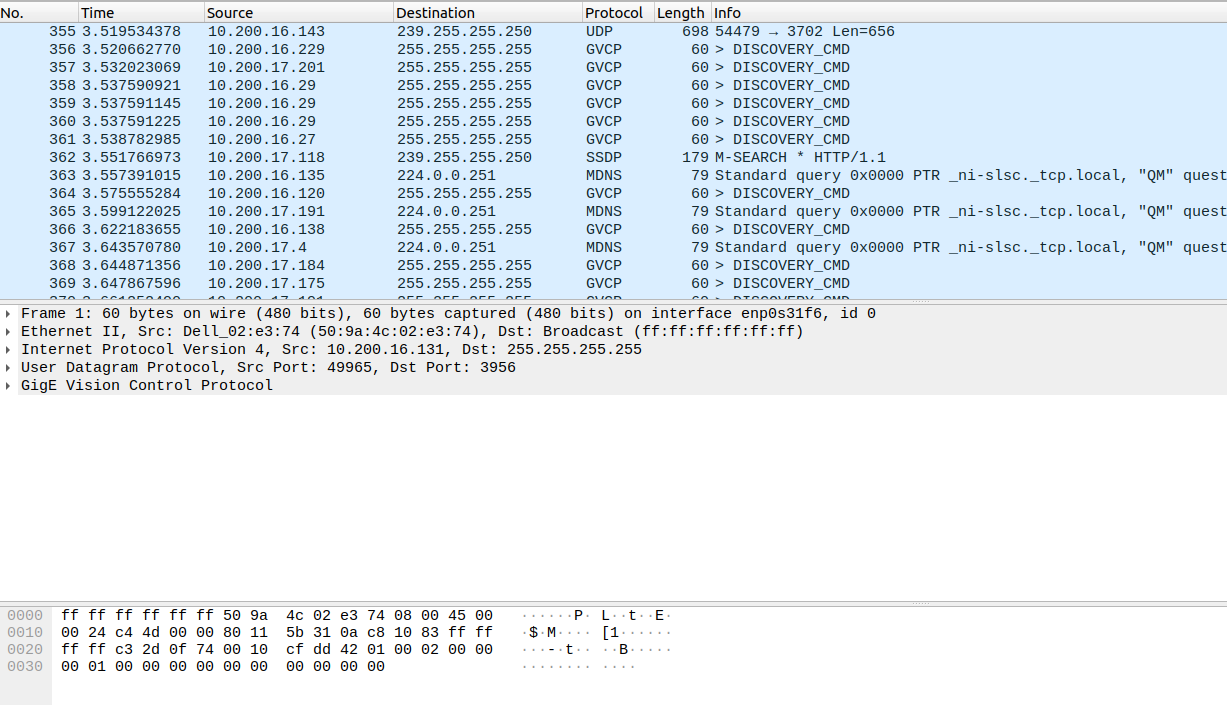 No. Time Source Destination Protocol Length Info
355 3.519534378 10.200.16.143 239.255.255.250 UDP 698 54479 → 3702 Len=656
356 3.520662770 10.200.16.229 255.255.255.255 GVCP 60 > DISCOVERY_CMD
357 3.532023069 10.200.17.201 255.255.255.255 GVCP 60 > DISCOVERY_CMD
358 3.537590921 10.200.16.29 255.255.255.255 GVCP 60 > DISCOVERY_CMD
359 3.537591145 10.200.16.29 255.255.255.255 GVCP 60 > DISCOVERY_CMD
360 3.537591225 10.200.16.29 255.255.255.255 GVCP 60 > DISCOVERY_CMD
361 3.538782985 10.200.16.27 255.255.255.255 GVCP 60 > DISCOVERY_CMD
362 3.551766973 10.200.17.118 239.255.255.250 SSDP 179 M-SEARCH * HTTP/1.1
363 3.557391015 10.200.16.135 224.0.0.251 MDNS 79 Standard query 0x0000 PTR _ni-slsc._tcp.local, "QM" quest
364 3.575555284 10.200.16.120 255.255.255.255 GVCP 60 > DISCOVERY_CMD
365 3.599122025 10.200.17.191 224.0.0.251 MDNS 79 Standard query 0x0000 PTR _ni-slsc._tcp.local, "QM" quest
366 3.622183655 10.200.16.138 255.255.255.255 GVCP 60 > DISCOVERY_CMD
367 3.643570780 10.200.17.4 224.0.0.251 MDNS 79 Standard query 0x0000 PTR _ni-slsc._tcp.local, "QM" quest
368 3.644871356 10.200.17.184 255.255.255.255 GVCP 60 > DISCOVERY_CMD
369 3.647867596 10.200.17.175 255.255.255.255 GVCP 60 > DISCOVERY_CMD
Frame 1: 60 bytes on wire (480 bits), 60 bytes captured (480 bits) on interface enp0s31f6, id 0
Ethernet II, Src: Dell_02:e3:74 (50:9a:4c:02:e3:74), Dst: Broadcast (ff:ff:ff:ff:ff:ff)
Internet Protocol Version 4, Src: 10.200.16.131, Dst: 255.255.255.255
User Datagram Protocol, Src Port: 49965, Dst Port: 3956
GigE Vision Control Protocol
0000 ff ff ff ff ff ff 50 9a 4c 02 e3 74 08 00 45 00 ······P· L··t··E·
0010 00 24 c4 4d 00 00 80 11 5b 31 0a c8 10 83 ff ff ·$·M···· [1······
0020 ff ff c3 2d 0f 74 00 10 cf dd 42 01 00 02 00 00 ···-·t·· ··B·····
0030 00 01 00 00 00 00 00 00 00 00 00 00 ········ ····